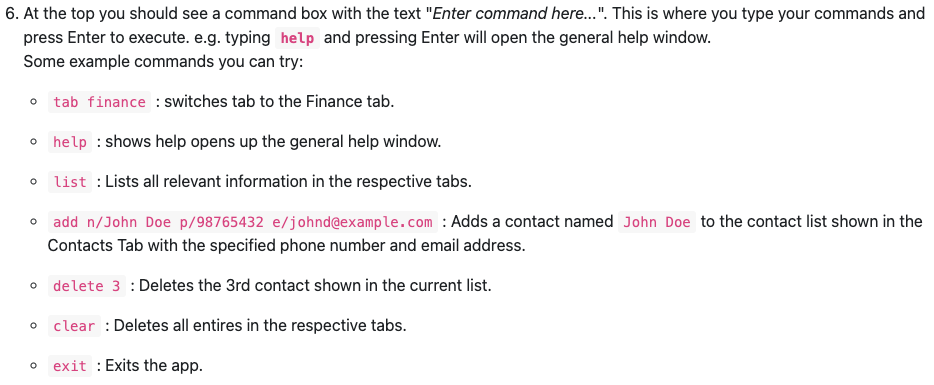 6. At the top you should see a command box with the text "Enter command here...". This is where you type your commands and
press Enter to execute. e.g. typing help and pressing Enter will open the general help window.
Some example commands you can try:
tab finance : switches tab to the Finance tab.
help : shows help opens up the general help window.
list : Lists all relevant information in the respective tabs.
add n/John Doe p/98765432 e/johnd@example.com : Adds a contact named John Doe to the contact list shown in the
Contacts Tab with the specified phone number and email address.
delete 3 : Deletes the 3rd contact shown in the current list.
clear : Deletes all entires in the respective tabs.
exit : Exits the app.